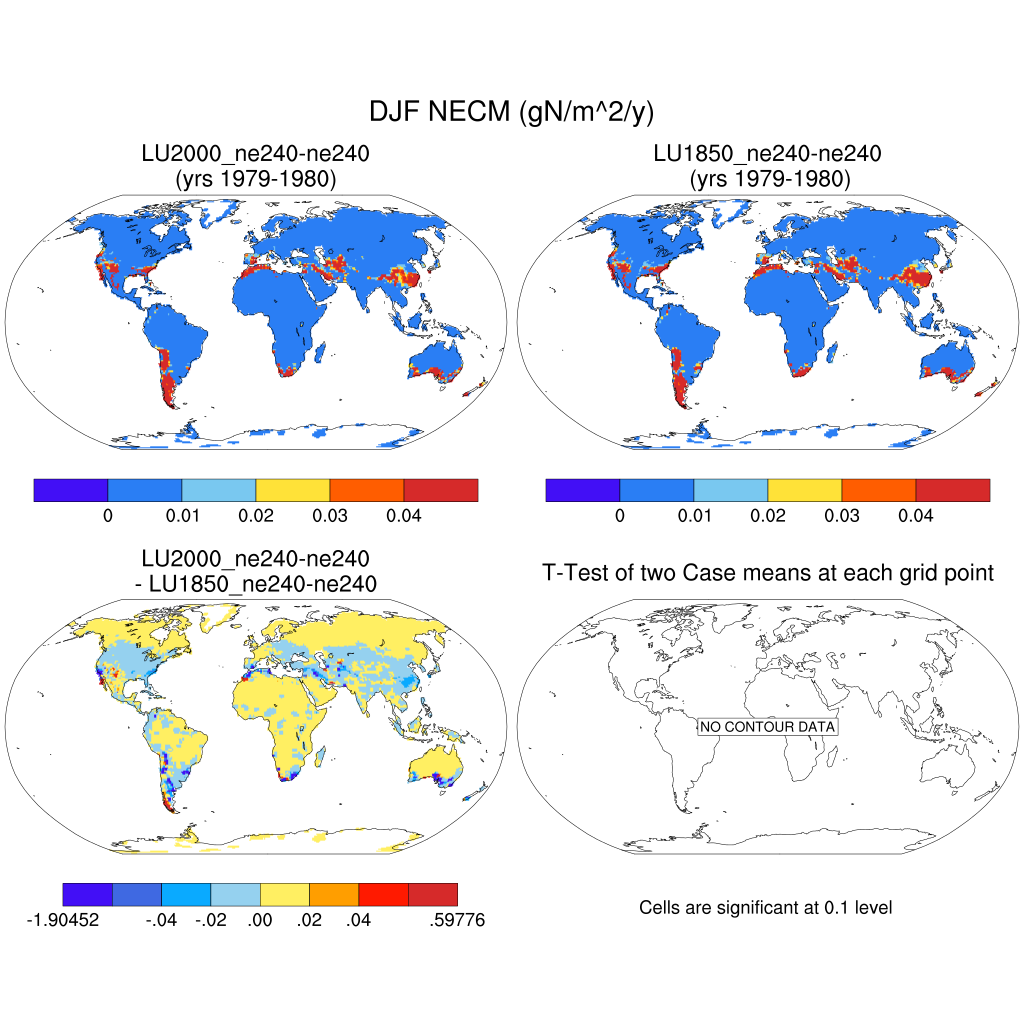 DJF NECM (gN/m^2/y)
LU2000_ne240-ne240
(yrs 1979-1980)
LU1850_ne240-ne240
(yrs 1979-1980)
0 0.01 0.02 0.03 0.04
0 0.01 0.02 0.03 0.04
LU2000_ne240-ne240
- LU1850_ne240-ne240
T-Test of two Case means at each grid point
NO CONTOUR DATA
-1.90452 -.04 -.02 .00 .02 .04 .59776
Cells are significant at 0.1 level